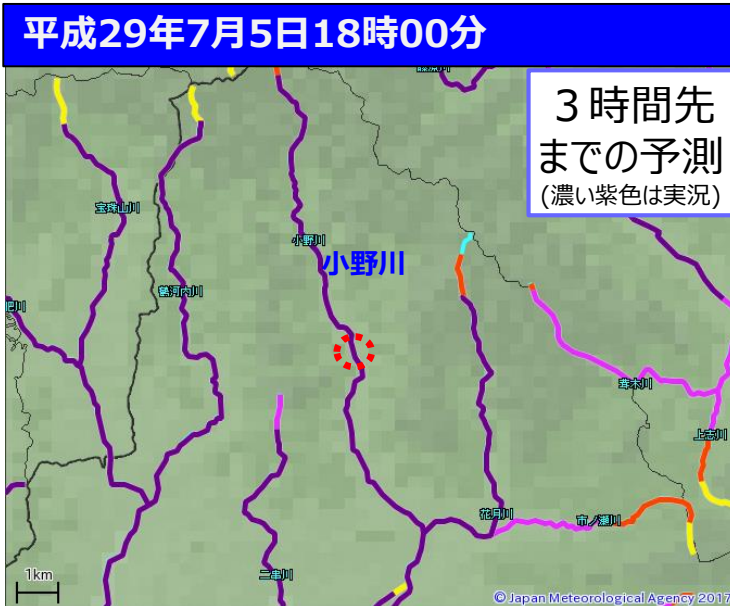 平成29年7月5日18時00分
3時間先
までの予測
(濃い紫色は実況)
宝珠山川
小野川
小野川
鶴河内川
肥川
聳木川
上志川
花月川
市ノ瀬川
二串川
1km
© Japan Meteorological Agency 2017